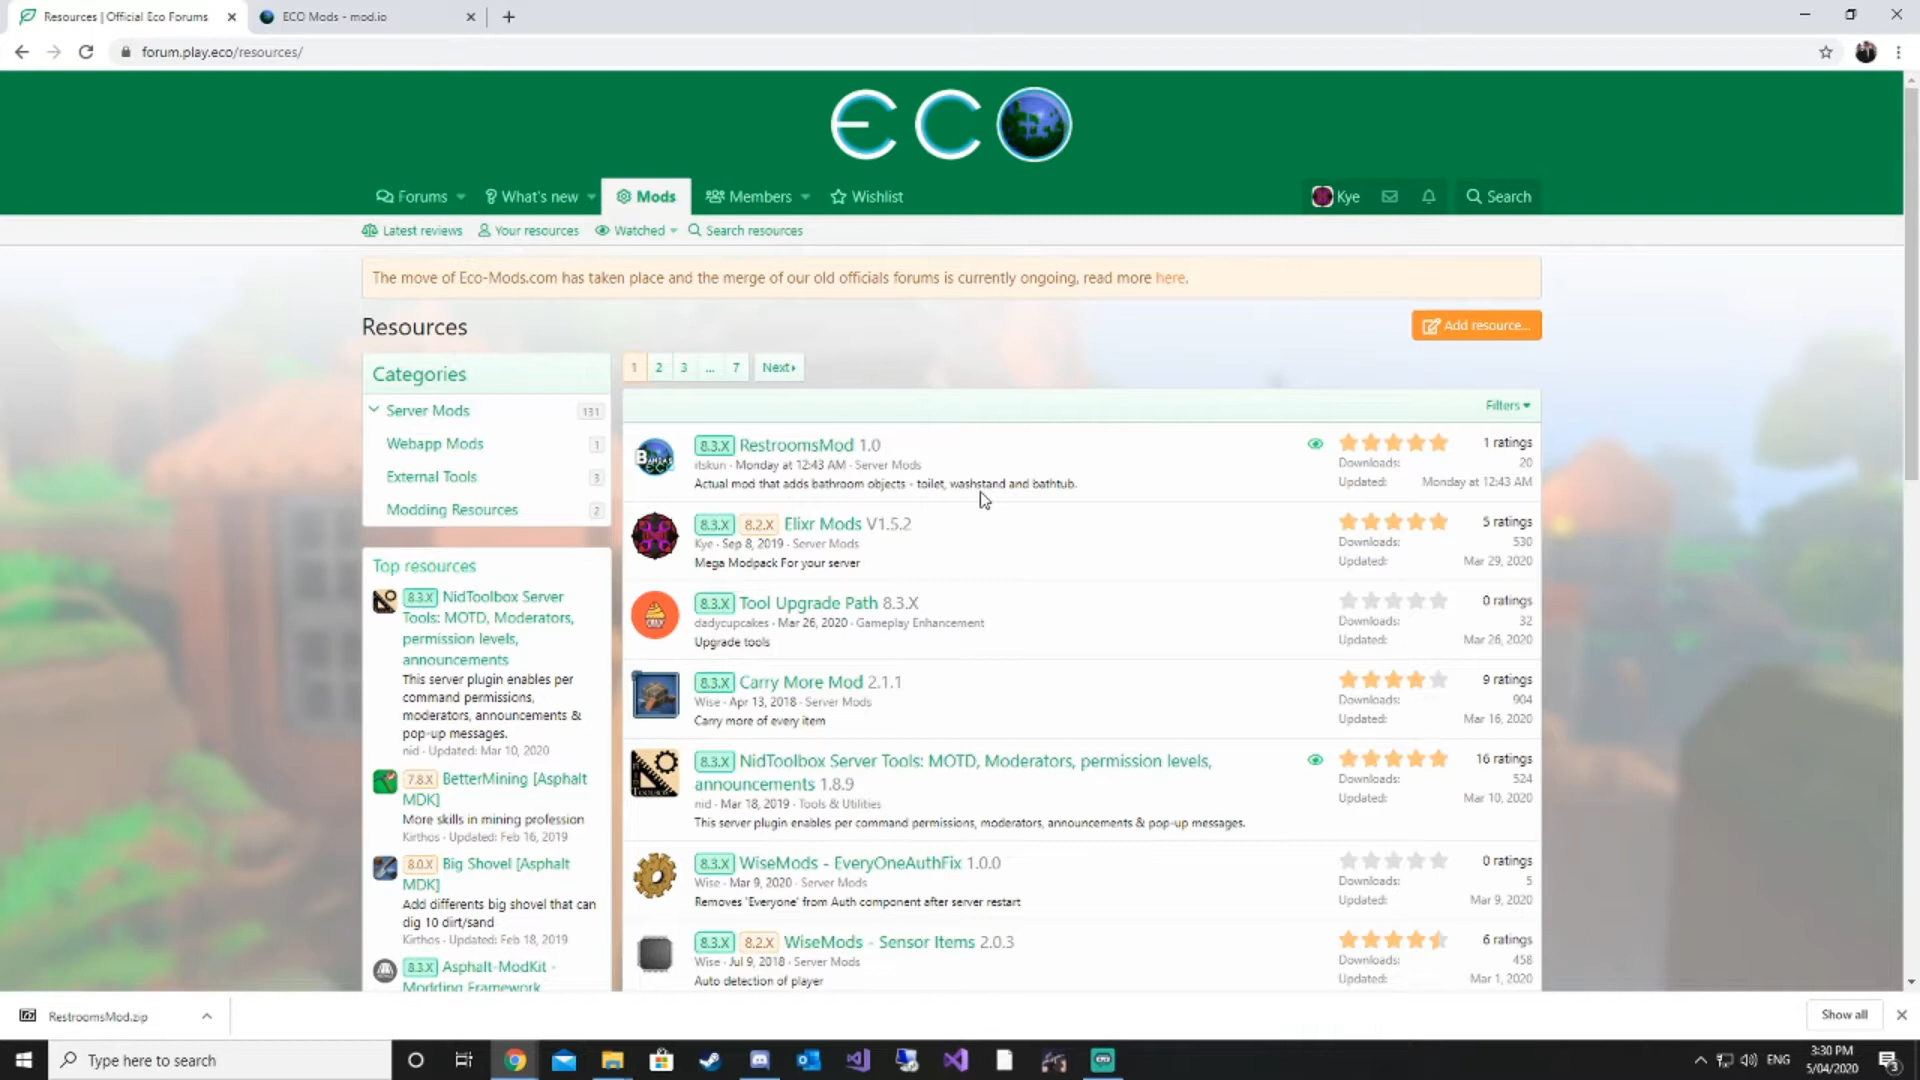 Resources | Official Eco Forums
ECO Mods - mod.io
forum.play.eco/resources/
ECO
Forums
What's new
Mods
Members
Wishlist
Kye
Search
Latest reviews
Your resources
Watched
Search resources
The move of Eco-Mods.com has taken place and the merge of our old officials forums is currently ongoing, read more here.
Resources
Add resource...
Categories
Server Mods 131
Webapp Mods 1
External Tools 3
Modding Resources 2
Top resources
8.3.X NidToolbox Server
Tools: MOTD, Moderators,
permission levels,
announcements
This server plugin enables per
command permissions,
moderators, announcements &
pop-up messages.
nid · Updated: Mar 10, 2020
7.8.X BetterMining [Asphalt
MDK]
More skills in mining profession
Kirthos · Updated: Feb 16, 2019
8.0.X Big Shovel [Asphalt
MDK]
Add differents big shovel that can
dig 10 dirt/sand
Kirthos · Updated: Feb 18, 2019
8.3.X Asphalt-ModKit -
Modding Framework
1 2 3 ... 7 Next
Filters
8.3.X RestroomsMod 1.0
itskun · Monday at 12:43 AM · Server Mods
Actual mod that adds bathroom objects - toilet, washstand and bathtub.
1 ratings
Downloads: 20
Updated: Monday at 12:43 AM
8.3.X 8.2.X Elixr Mods V1.5.2
Kye · Sep 8, 2019 · Server Mods
Mega Modpack For your server
5 ratings
Downloads: 530
Updated: Mar 29, 2020
8.3.X Tool Upgrade Path 8.3.X
dadycupcakes · Mar 26, 2020 · Gameplay Enhancement
Upgrade tools
0 ratings
Downloads: 32
Updated: Mar 26, 2020
8.3.X Carry More Mod 2.1.1
Wise · Apr 13, 2018 · Server Mods
Carry more of every item
9 ratings
Downloads: 904
Updated: Mar 16, 2020
8.3.X NidToolbox Server Tools: MOTD, Moderators, permission levels,
announcements 1.8.9
nid · Mar 18, 2019 · Tools & Utilities
This server plugin enables per command permissions, moderators, announcements & pop-up messages.
16 ratings
Downloads: 524
Updated: Mar 10, 2020
8.3.X WiseMods - EveryOneAuthFix 1.0.0
Wise · Mar 9, 2020 · Server Mods
Removes 'Everyone' from Auth component after server restart
0 ratings
Downloads: 5
Updated: Mar 9, 2020
8.3.X 8.2.X WiseMods - Sensor Items 2.0.3
Wise · Jul 9, 2018 · Server Mods
Auto detection of player
6 ratings
Downloads: 458
Updated: Mar 1, 2020
RestroomsMod.zip
Show all
Type here to search
ENG
3:30 PM
5/04/2020
3